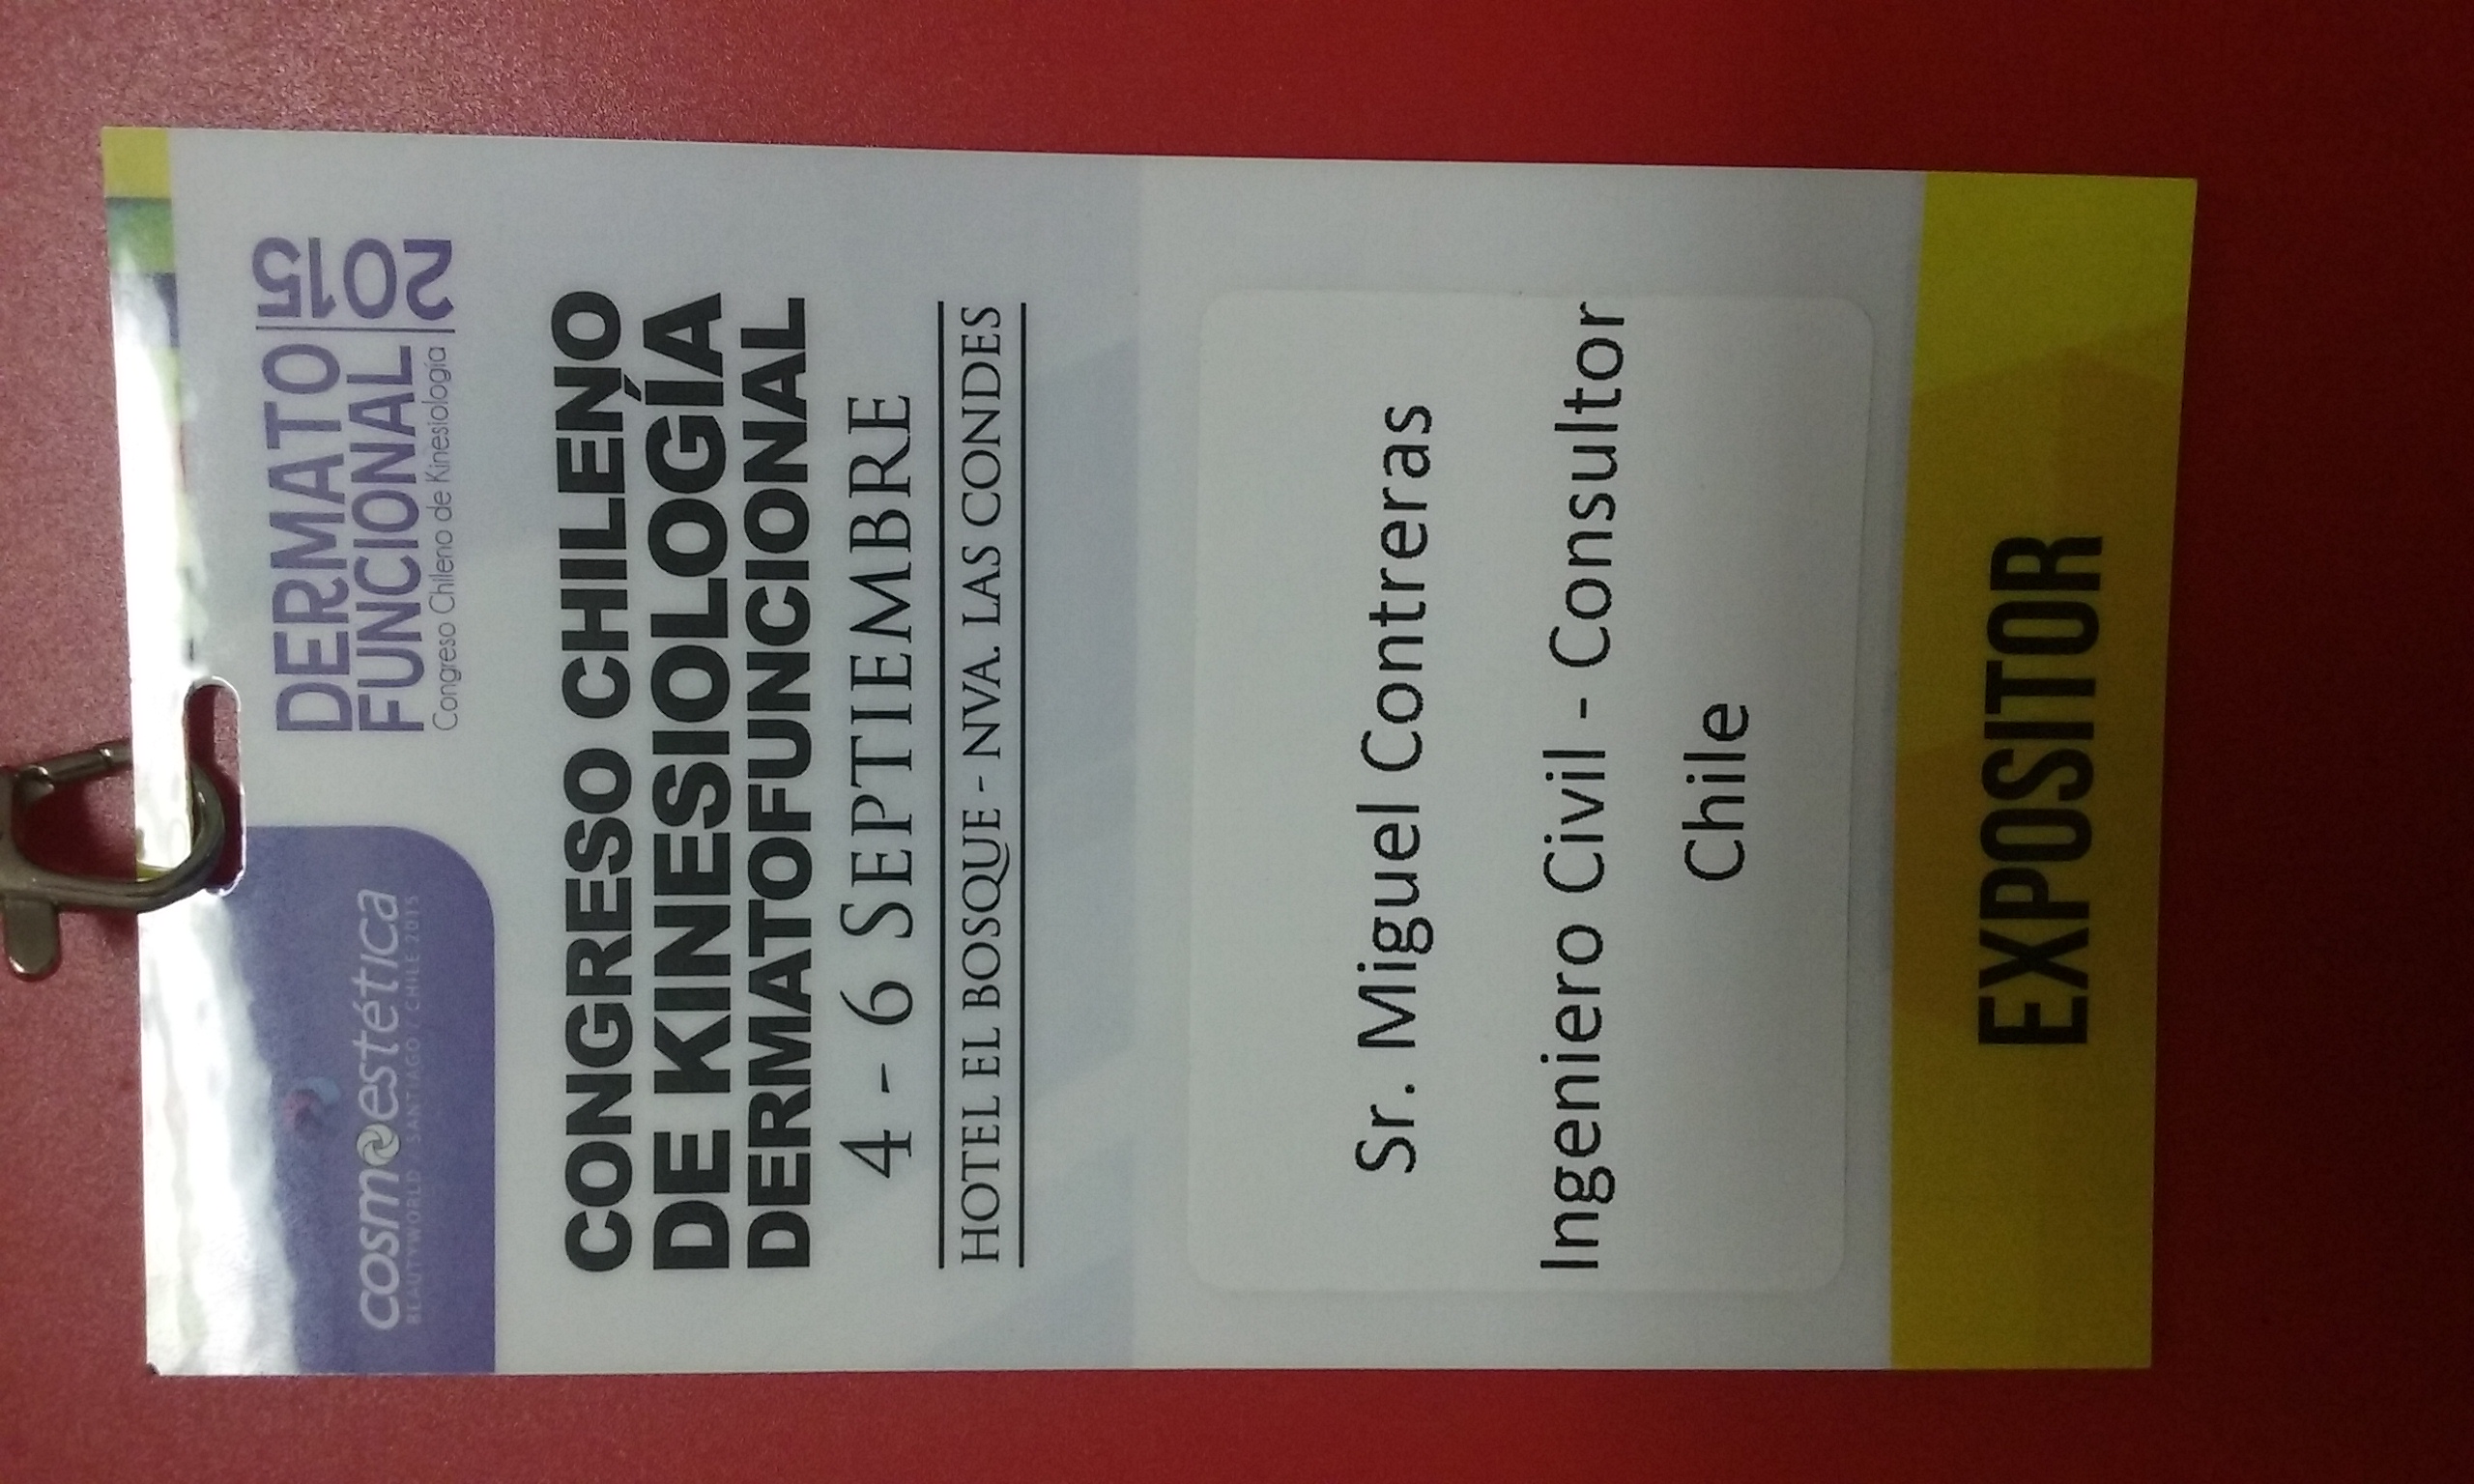 cosmoestética
BEAUTYWORLD SANTIAGO / CHILE 2015
DERMATO
FUNCIONAL
Congreso Chileno de Kinesiología
2015
CONGRESO CHILENO
DE KINESIOLOGÍA
DERMATOFUNCIONAL
4 - 6 SEPTIEMBRE
HOTEL EL BOSQUE - NVA. LAS CONDES
Sr. Miguel Contreras
Ingeniero Civil - Consultor
Chile
EXPOSITOR